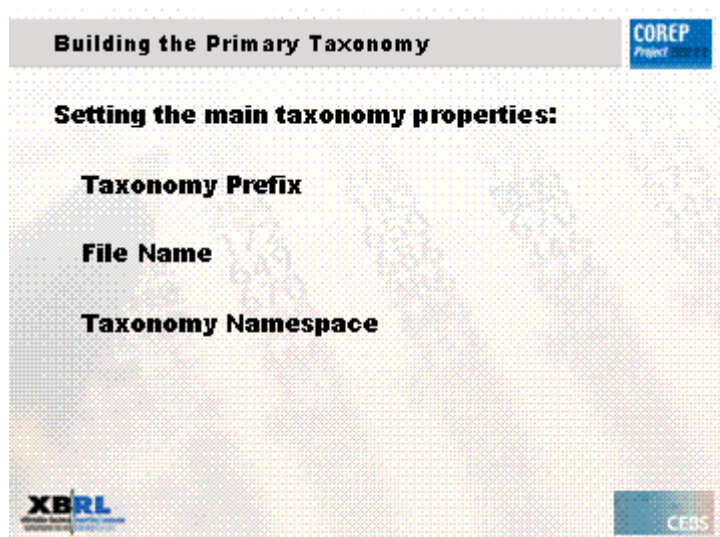 Building the Primary Taxonomy
COREP
Project
Setting the main taxonomy properties:
Taxonomy Prefix
File Name
Taxonomy Namespace
XBRL
CEBS